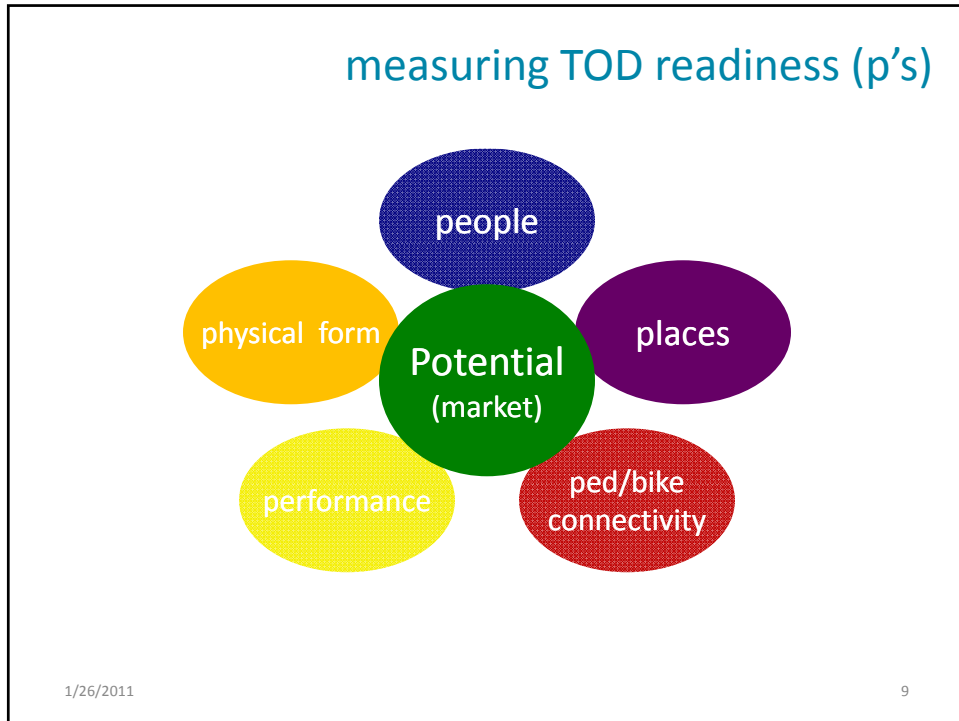 measuring TOD readiness (p’s)
people
physical form
places
Potential
(market)
performance
ped/bike
connectivity
1/26/2011
9